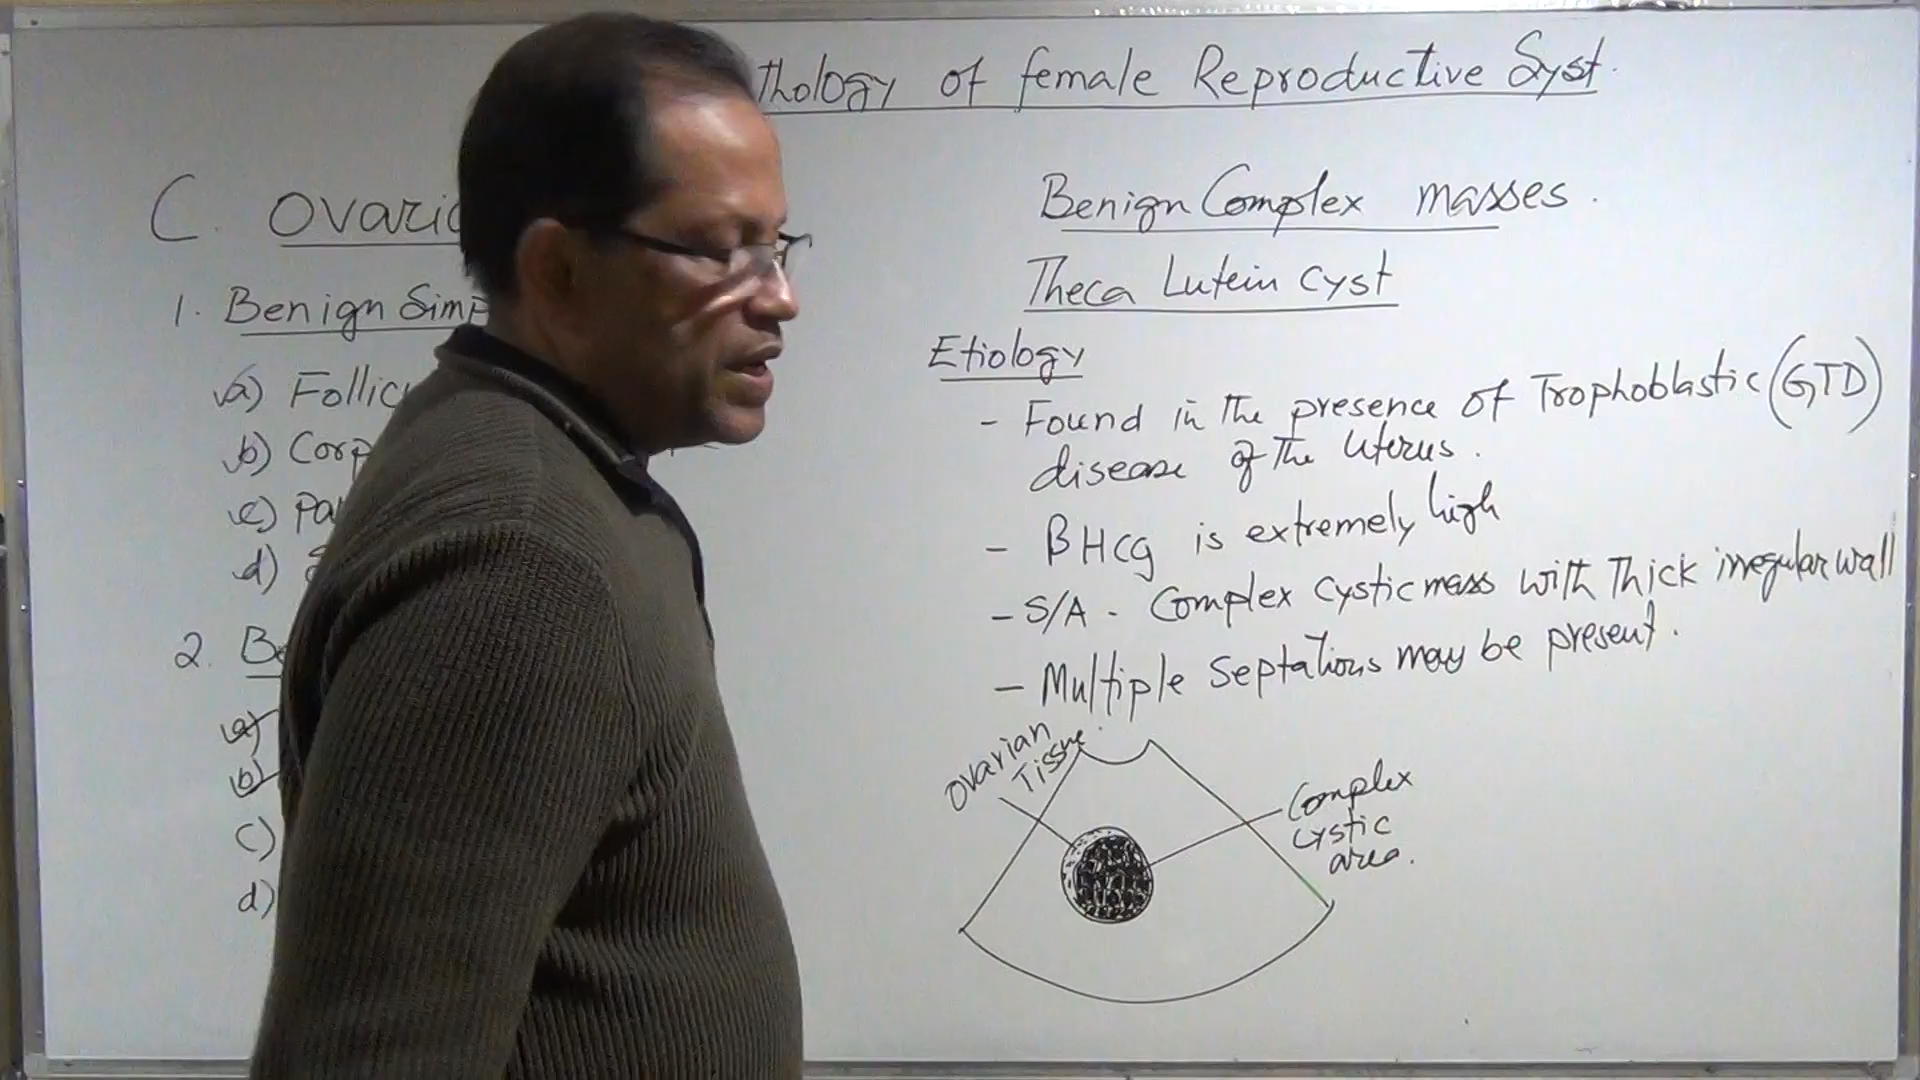 thology of female Reproductive Syst.
C. Ovaric
1. Benign Simp
a) Follic
b) Corp
c) Pa
d)
2. Be
a)
b)
c)
d)
Benign Complex masses.
Theca Lutein Cyst
Etiology
- Found in the presence of Trophoblastic (GTD)
disease of the Uterus.
- βHCG is extremely high
- S/A - Complex cystic mass with thick irregular wall
- Multiple septations may be present.
Ovarian
Tissue.
Complex
cystic
area.